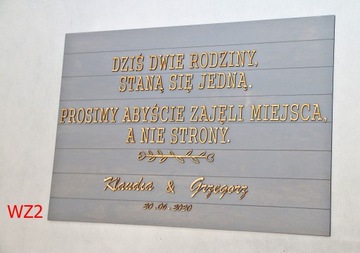 DZIŚ DWIE RODZINY,
STANĄ SIĘ JEDNĄ.
PROSIMY ABYŚCIE ZAJĘLI MIEJSCA,
A NIE STRONY.
Klaudia & Grzegorz
30 .06 .2020
WZ2